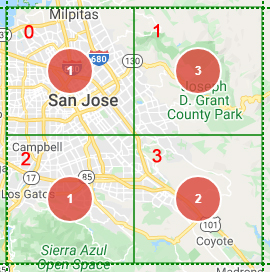 Milpitas
0
1
680
130
1
3
San Jose
Joseph
D. Grant
County Park
Campbell
2
3
17
85
Los Gatos
1
2
101
Coyote
Sierra Azul
Open Space
Madrone